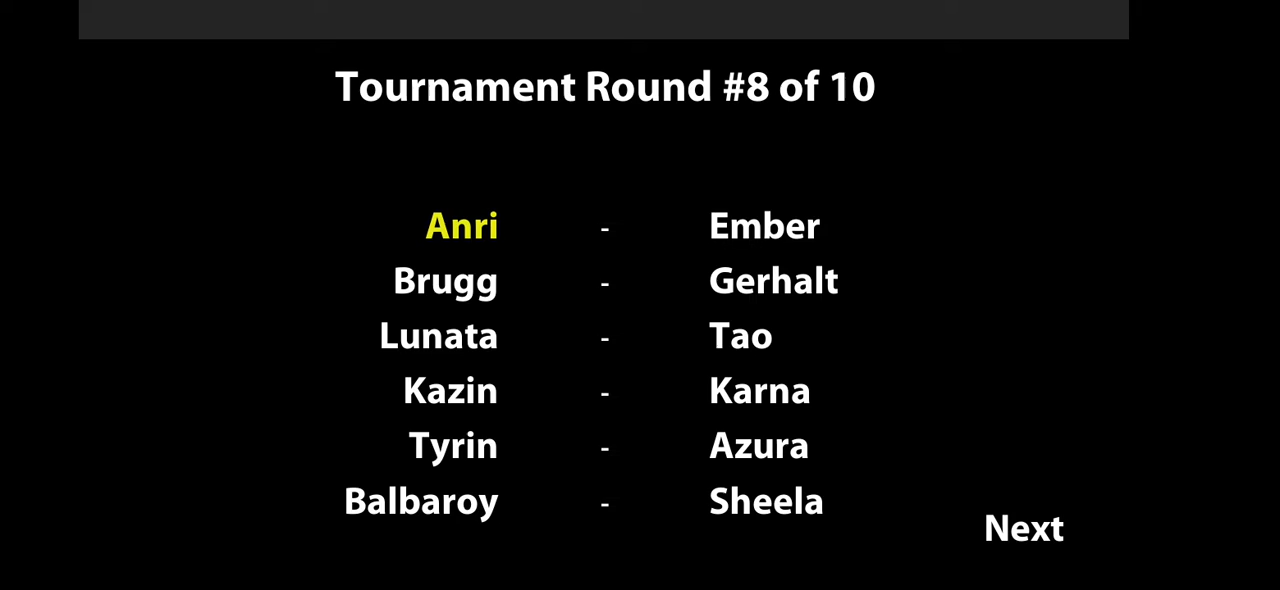 Tournament Round #8 of 10
Anri - Ember
Brugg - Gerhalt
Lunata - Tao
Kazin - Karna
Tyrin - Azura
Balbaroy - Sheela
Next